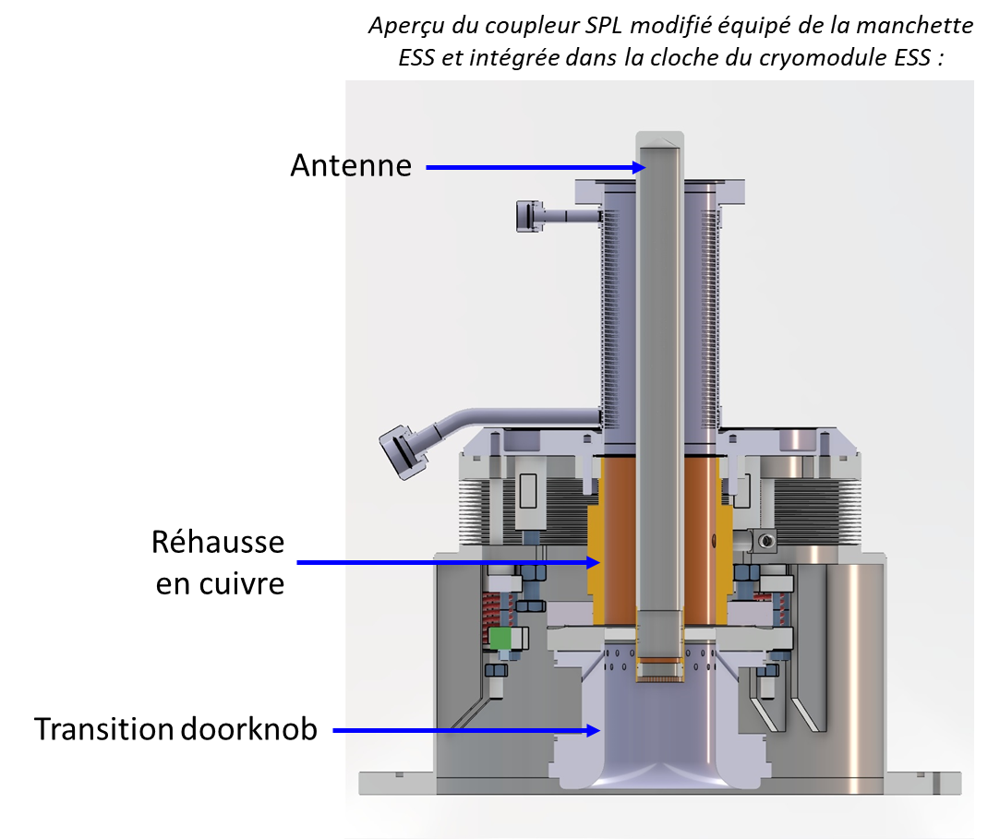 Aperçu du coupleur SPL modifié équipé de la manchette
ESS et intégrée dans la cloche du cryomodule ESS :
Antenne
Réhausse
en cuivre
Transition doorknob